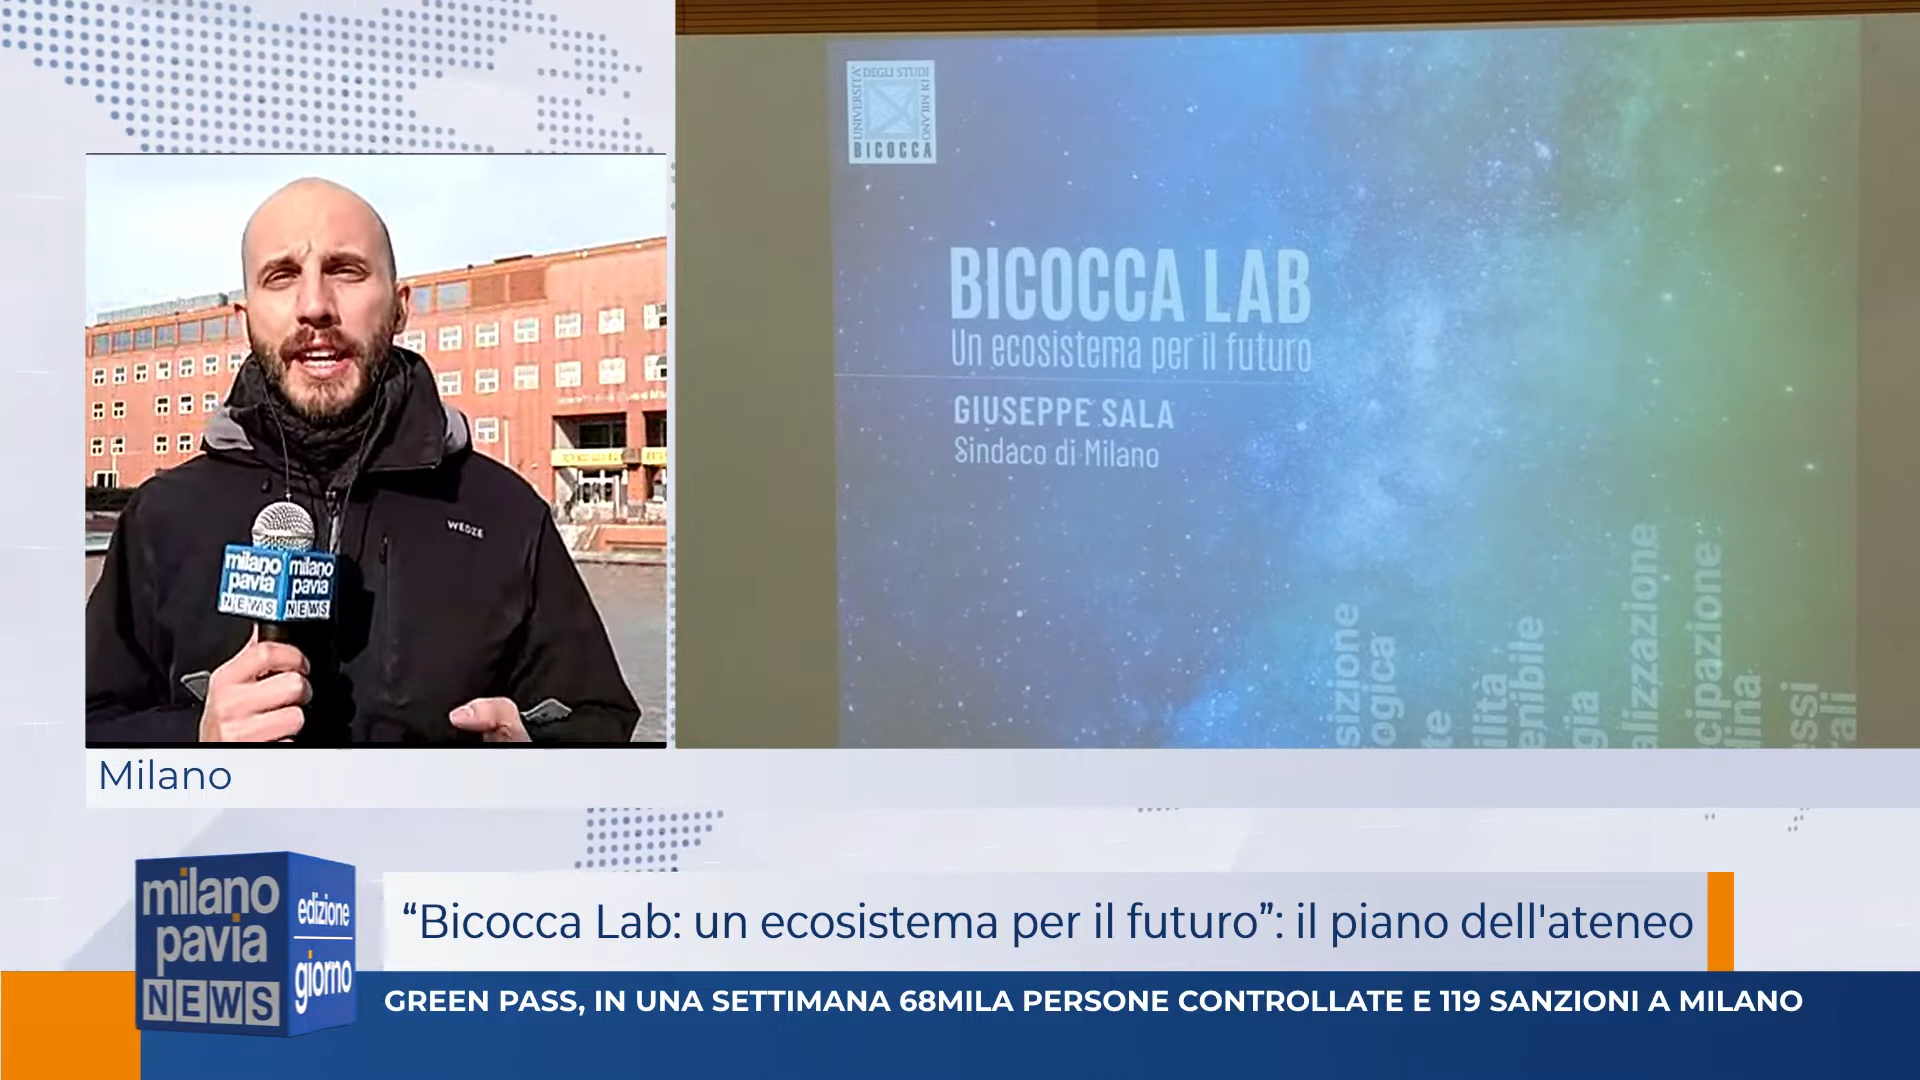 UNIVERSITA'
DEGLI STUDI
DI MILANO
BICOCCA
BICOCCA LAB
Un ecosistema per il futuro
GIUSEPPE SALA
Sindaco di Milano
WEDZE
milano
pavia
NEWS
milano
pavia
NEWS
Milano
milano
pavia
NEWS
edizione
giorno
“Bicocca Lab: un ecosistema per il futuro”: il piano dell'ateneo
GREEN PASS, IN UNA SETTIMANA 68MILA PERSONE CONTROLLATE E 119 SANZIONI A MILANO